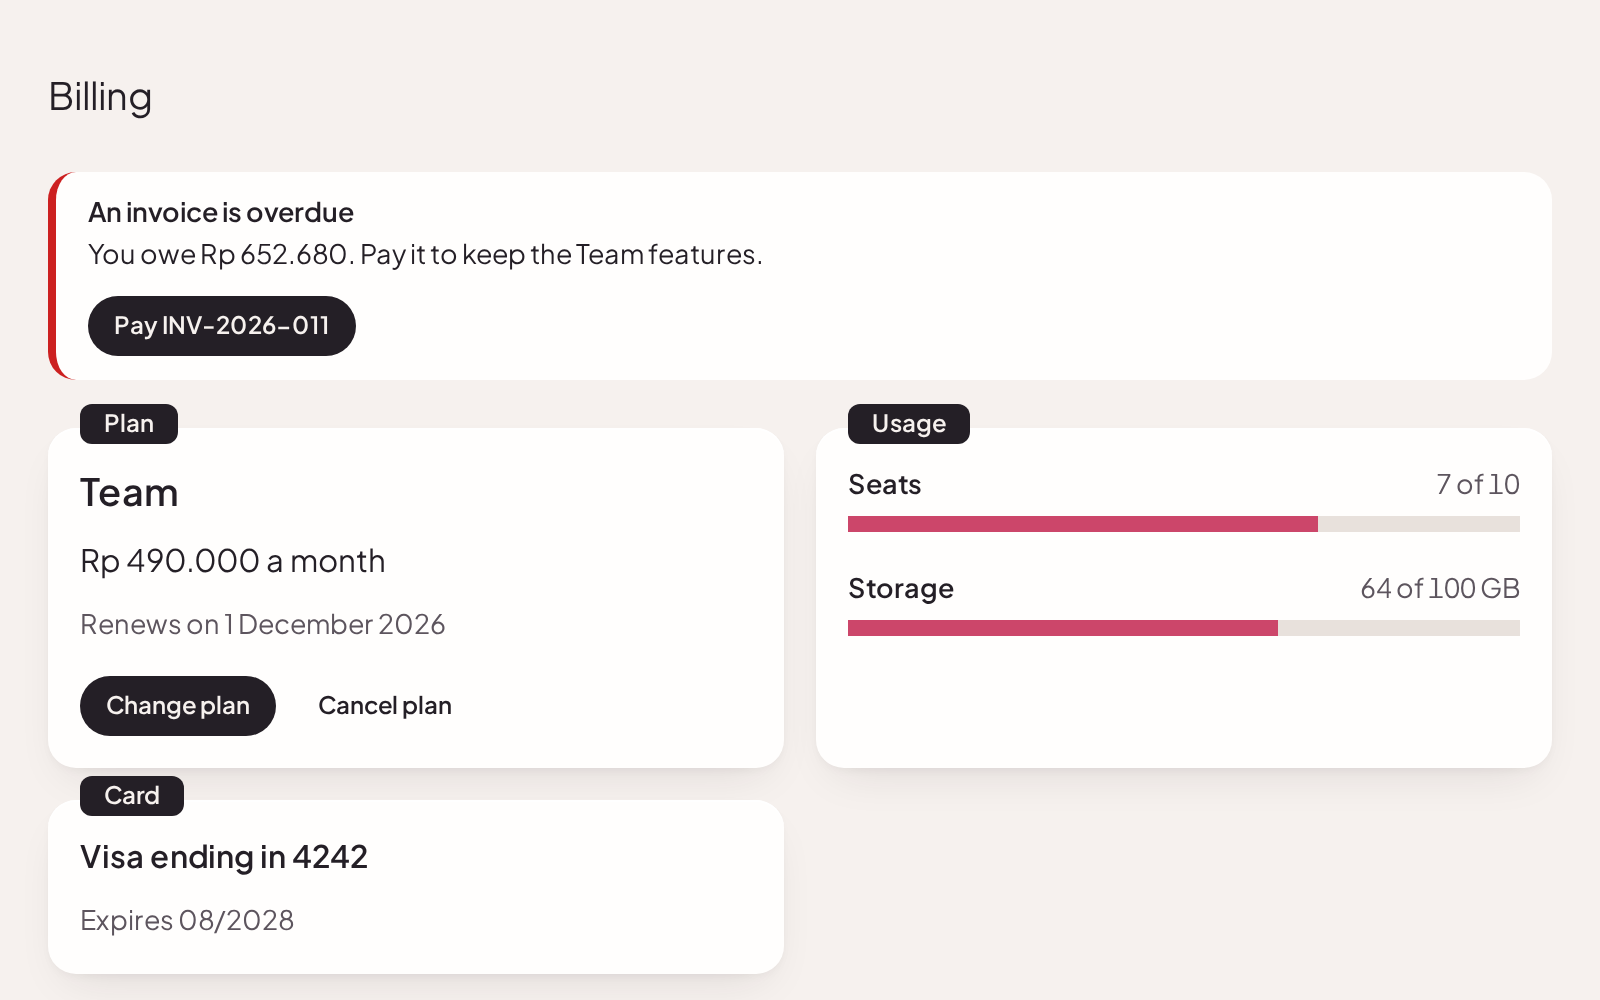 Billing
An invoice is overdue
You owe Rp 652.680. Pay it to keep the Team features.
Pay INV-2026-011
Plan
Team
Rp 490.000 a month
Renews on 1 December 2026
Change plan
Cancel plan
Usage
Seats
7 of 10
Storage
64 of 100 GB
Card
Visa ending in 4242
Expires 08/2028